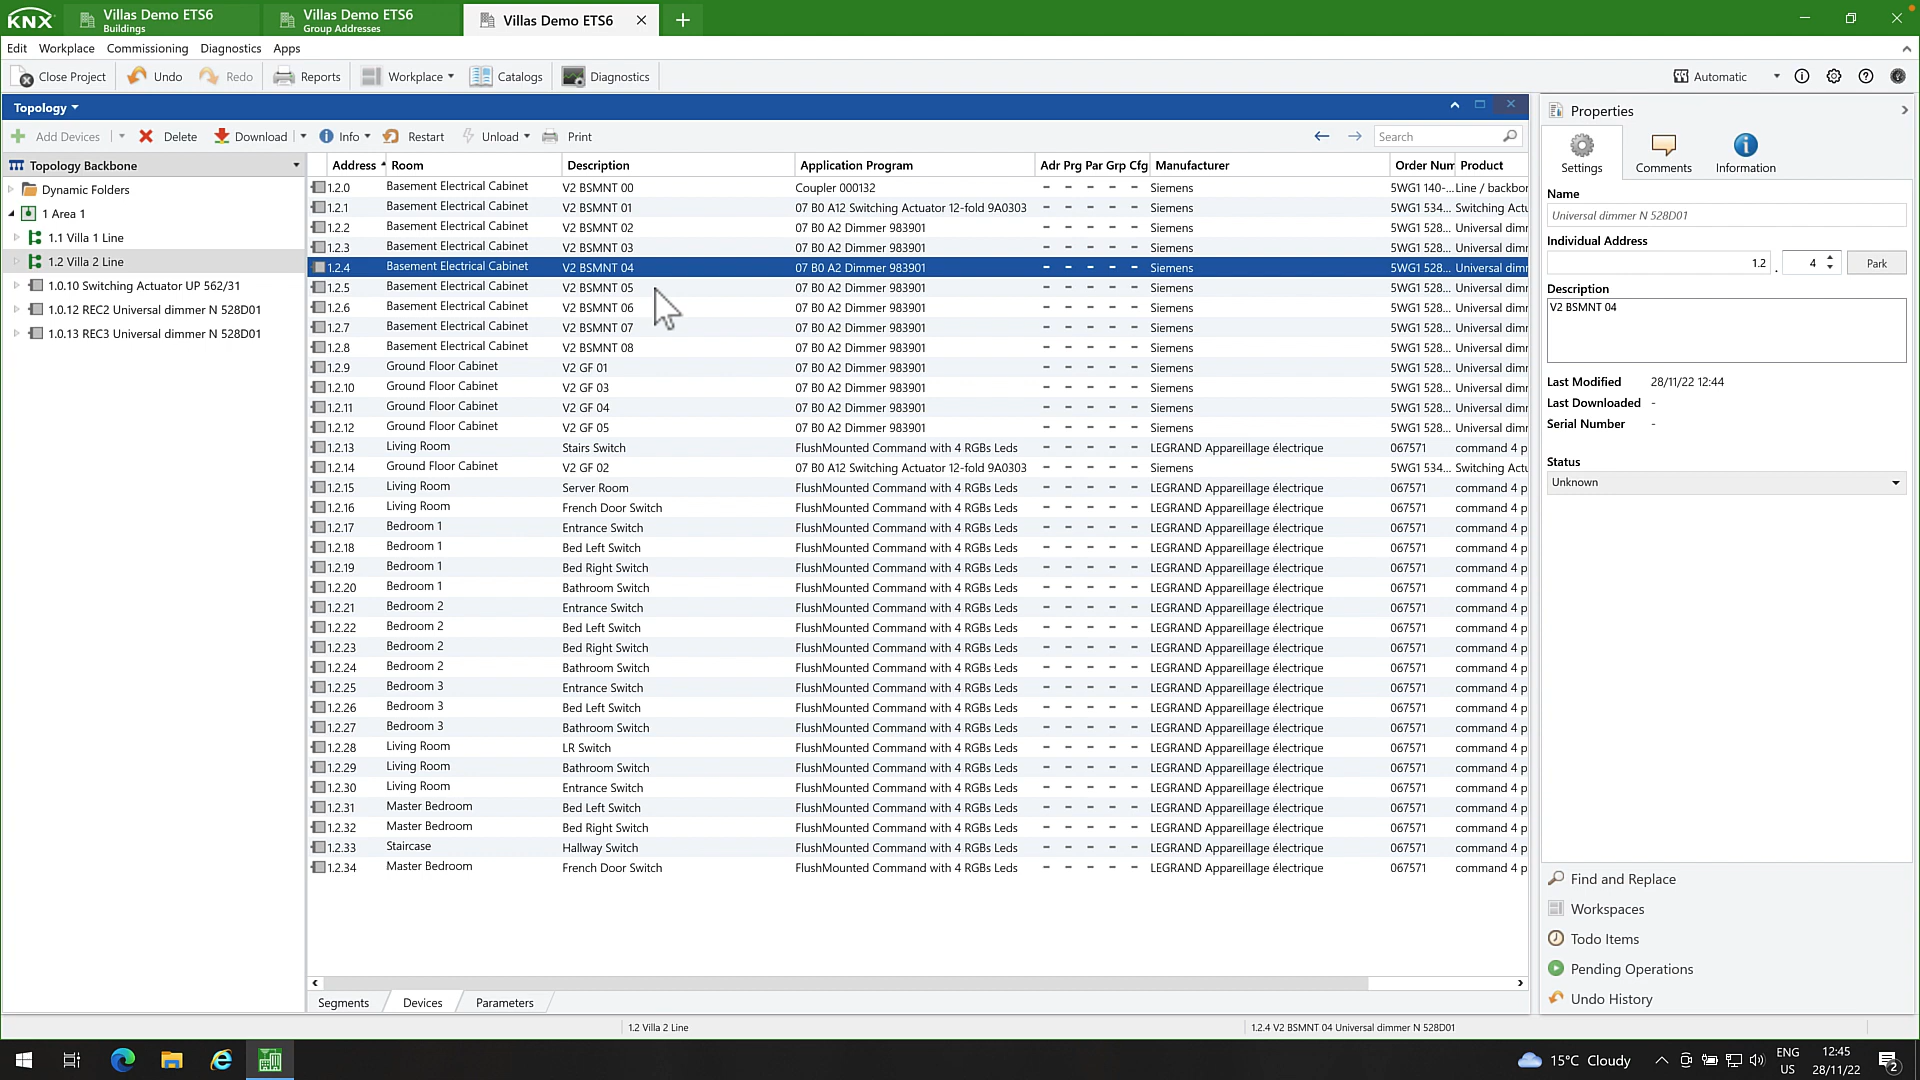 KNX
Villas Demo ETS6
Buildings
Villas Demo ETS6
Group Addresses
Villas Demo ETS6
Edit Workplace Commissioning Diagnostics Apps
Close Project Undo Redo Reports Workplace Catalogs Diagnostics Automatic
Topology
Add Devices Delete Download Info Restart Unload Print Search
Topology Backbone
Dynamic Folders
1 Area 1
1.1 Villa 1 Line
1.2 Villa 2 Line
1.0.10 Switching Actuator UP 562/31
1.0.12 REC2 Universal dimmer N 528D01
1.0.13 REC3 Universal dimmer N 528D01
Address Room Description Application Program Adr Prg Par Grp Cfg Manufacturer Order Num Product
1.2.0 Basement Electrical Cabinet V2 BSMNT 00 Coupler 000132 - - - - - Siemens 5WG1 140-... Line / backbor
1.2.1 Basement Electrical Cabinet V2 BSMNT 01 07 B0 A12 Switching Actuator 12-fold 9A0303 - - - - - Siemens 5WG1 534... Switching Actu
1.2.2 Basement Electrical Cabinet V2 BSMNT 02 07 B0 A2 Dimmer 983901 - - - - - Siemens 5WG1 528... Universal dimr
1.2.3 Basement Electrical Cabinet V2 BSMNT 03 07 B0 A2 Dimmer 983901 - - - - - Siemens 5WG1 528... Universal dimr
1.2.4 Basement Electrical Cabinet V2 BSMNT 04 07 B0 A2 Dimmer 983901 - - - - - Siemens 5WG1 528... Universal dimr
1.2.5 Basement Electrical Cabinet V2 BSMNT 05 07 B0 A2 Dimmer 983901 - - - - - Siemens 5WG1 528... Universal dimr
1.2.6 Basement Electrical Cabinet V2 BSMNT 06 07 B0 A2 Dimmer 983901 - - - - - Siemens 5WG1 528... Universal dimr
1.2.7 Basement Electrical Cabinet V2 BSMNT 07 07 B0 A2 Dimmer 983901 - - - - - Siemens 5WG1 528... Universal dimr
1.2.8 Basement Electrical Cabinet V2 BSMNT 08 07 B0 A2 Dimmer 983901 - - - - - Siemens 5WG1 528... Universal dimr
1.2.9 Ground Floor Cabinet V2 GF 01 07 B0 A2 Dimmer 983901 - - - - - Siemens 5WG1 528... Universal dimr
1.2.10 Ground Floor Cabinet V2 GF 03 07 B0 A2 Dimmer 983901 - - - - - Siemens 5WG1 528... Universal dimr
1.2.11 Ground Floor Cabinet V2 GF 04 07 B0 A2 Dimmer 983901 - - - - - Siemens 5WG1 528... Universal dimr
1.2.12 Ground Floor Cabinet V2 GF 05 07 B0 A2 Dimmer 983901 - - - - - Siemens 5WG1 528... Universal dimr
1.2.13 Living Room Stairs Switch FlushMounted Command with 4 RGBs Leds - - - - - LEGRAND Appareillage électrique 067571 command 4 p
1.2.14 Ground Floor Cabinet V2 GF 02 07 B0 A12 Switching Actuator 12-fold 9A0303 - - - - - Siemens 5WG1 534... Switching Actu
1.2.15 Living Room Server Room FlushMounted Command with 4 RGBs Leds - - - - - LEGRAND Appareillage électrique 067571 command 4 p
1.2.16 Living Room French Door Switch FlushMounted Command with 4 RGBs Leds - - - - - LEGRAND Appareillage électrique 067571 command 4 p
1.2.17 Bedroom 1 Entrance Switch FlushMounted Command with 4 RGBs Leds - - - - - LEGRAND Appareillage électrique 067571 command 4 p
1.2.18 Bedroom 1 Bed Left Switch FlushMounted Command with 4 RGBs Leds - - - - - LEGRAND Appareillage électrique 067571 command 4 p
1.2.19 Bedroom 1 Bed Right Switch FlushMounted Command with 4 RGBs Leds - - - - - LEGRAND Appareillage électrique 067571 command 4 p
1.2.20 Bedroom 1 Bathroom Switch FlushMounted Command with 4 RGBs Leds - - - - - LEGRAND Appareillage électrique 067571 command 4 p
1.2.21 Bedroom 2 Entrance Switch FlushMounted Command with 4 RGBs Leds - - - - - LEGRAND Appareillage électrique 067571 command 4 p
1.2.22 Bedroom 2 Bed Left Switch FlushMounted Command with 4 RGBs Leds - - - - - LEGRAND Appareillage électrique 067571 command 4 p
1.2.23 Bedroom 2 Bed Right Switch FlushMounted Command with 4 RGBs Leds - - - - - LEGRAND Appareillage électrique 067571 command 4 p
1.2.24 Bedroom 2 Bathroom Switch FlushMounted Command with 4 RGBs Leds - - - - - LEGRAND Appareillage électrique 067571 command 4 p
1.2.25 Bedroom 3 Entrance Switch FlushMounted Command with 4 RGBs Leds - - - - - LEGRAND Appareillage électrique 067571 command 4 p
1.2.26 Bedroom 3 Bed Left Switch FlushMounted Command with 4 RGBs Leds - - - - - LEGRAND Appareillage électrique 067571 command 4 p
1.2.27 Bedroom 3 Bathroom Switch FlushMounted Command with 4 RGBs Leds - - - - - LEGRAND Appareillage électrique 067571 command 4 p
1.2.28 Living Room LR Switch FlushMounted Command with 4 RGBs Leds - - - - - LEGRAND Appareillage électrique 067571 command 4 p
1.2.29 Living Room Bathroom Switch FlushMounted Command with 4 RGBs Leds - - - - - LEGRAND Appareillage électrique 067571 command 4 p
1.2.30 Living Room Entrance Switch FlushMounted Command with 4 RGBs Leds - - - - - LEGRAND Appareillage électrique 067571 command 4 p
1.2.31 Master Bedroom Bed Left Switch FlushMounted Command with 4 RGBs Leds - - - - - LEGRAND Appareillage électrique 067571 command 4 p
1.2.32 Master Bedroom Bed Right Switch FlushMounted Command with 4 RGBs Leds - - - - - LEGRAND Appareillage électrique 067571 command 4 p
1.2.33 Staircase Hallway Switch FlushMounted Command with 4 RGBs Leds - - - - - LEGRAND Appareillage électrique 067571 command 4 p
1.2.34 Master Bedroom French Door Switch FlushMounted Command with 4 RGBs Leds - - - - - LEGRAND Appareillage électrique 067571 command 4 p
Segments Devices Parameters
Properties
Settings Comments Information
Name
Universal dimmer N 528D01
Individual Address
1.2 . 4 Park
Description
V2 BSMNT 04
Last Modified 28/11/22 12:44
Last Downloaded -
Serial Number -
Status
Unknown
Find and Replace
Workspaces
Todo Items
Pending Operations
Undo History
1.2 Villa 2 Line 1.2.4 V2 BSMNT 04 Universal dimmer N 528D01
15°C Cloudy
ENG
US
12:45
28/11/22
2